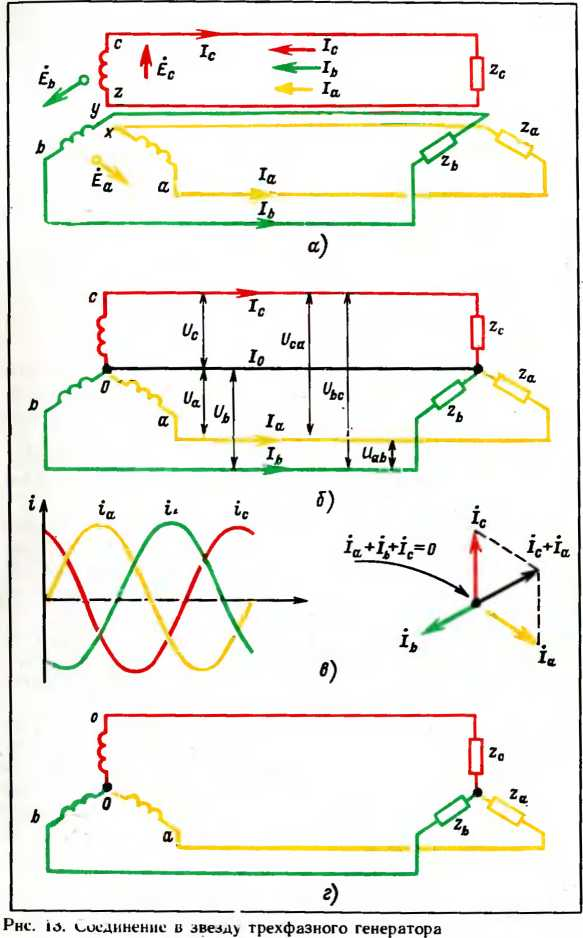 c
I_c
I_c
Ė_b
Ė_c
I_b
z_c
z
I_a
y
x
z_a
b
z_b
Ė_a
a
I_a
I_b
а)
c
I_c
U_c
U_ca
z_c
I_0
0
U_a
U_b
U_bc
z_a
b
a
z_b
I_a
I_b
U_ab
б)
i
i_a
i_c
İ_c
İ_a+İ_b+İ_c=0
İ_c+İ_a
İ_b
İ_a
в)
o
z_c
0
z_a
b
a
z_b
г)
Рис. 13. Соединение в звезду трехфазного генератора